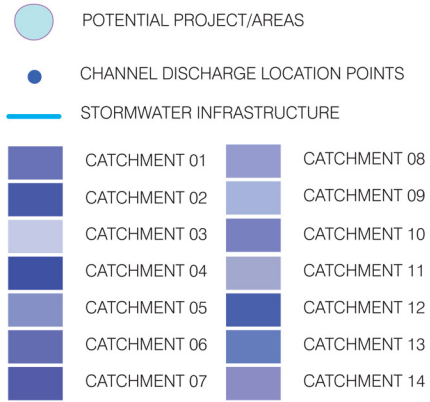 POTENTIAL PROJECT/AREAS
CHANNEL DISCHARGE LOCATION POINTS
STORMWATER INFRASTRUCTURE
CATCHMENT 01
CATCHMENT 02
CATCHMENT 03
CATCHMENT 04
CATCHMENT 05
CATCHMENT 06
CATCHMENT 07
CATCHMENT 08
CATCHMENT 09
CATCHMENT 10
CATCHMENT 11
CATCHMENT 12
CATCHMENT 13
CATCHMENT 14